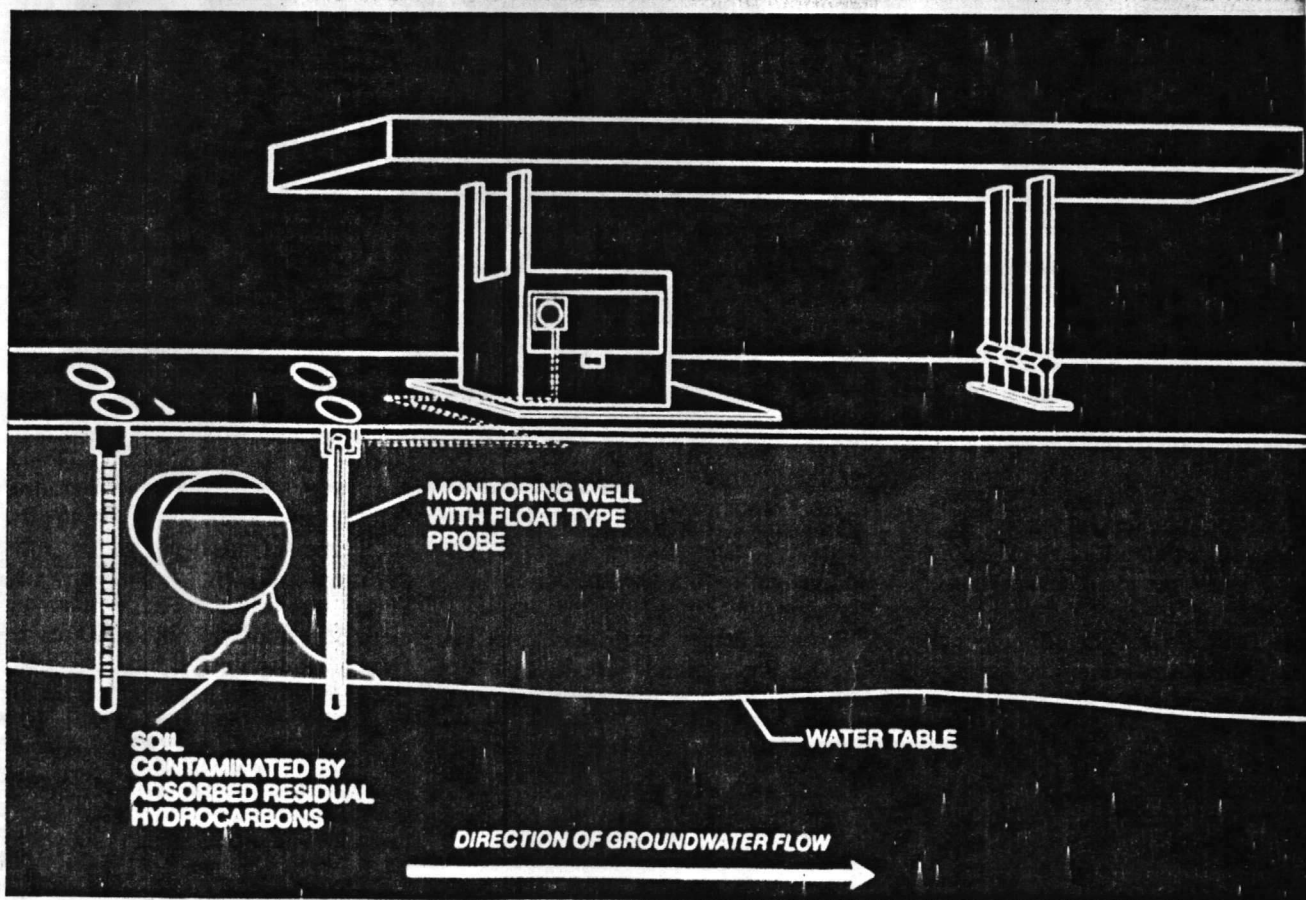 MONITORING WELL
WITH FLOAT TYPE
PROBE
SOIL
CONTAMINATED BY
ADSORBED RESIDUAL
HYDROCARBONS
WATER TABLE
DIRECTION OF GROUNDWATER FLOW